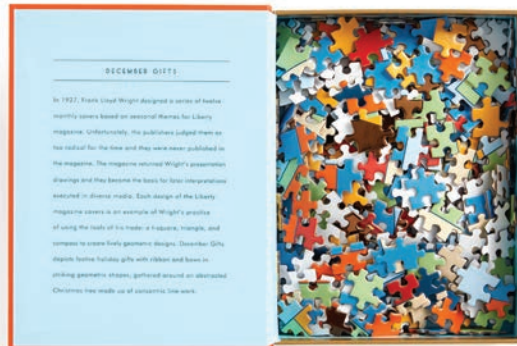 DECEMBER GIFTS
In 1927, Frank Lloyd Wright designed a series of twelve
monthly covers based on seasonal themes for Liberty
magazine. Unfortunately, the publishers judged them as
too radical for the time and they were never published in
the magazine. The magazine returned Wright's presentation
drawings and they became the basis for later interpretations
executed in diverse media. Each design of the Liberty
magazine covers is an example of Wright's practice
of using the tools of his trade: a t-square, triangle, and
compass to create lively geometric designs. December Gifts
depicts festive holiday gifts with ribbon and bows in
striking geometric shapes, gathered around an abstracted
Christmas tree made up of concentric line work.